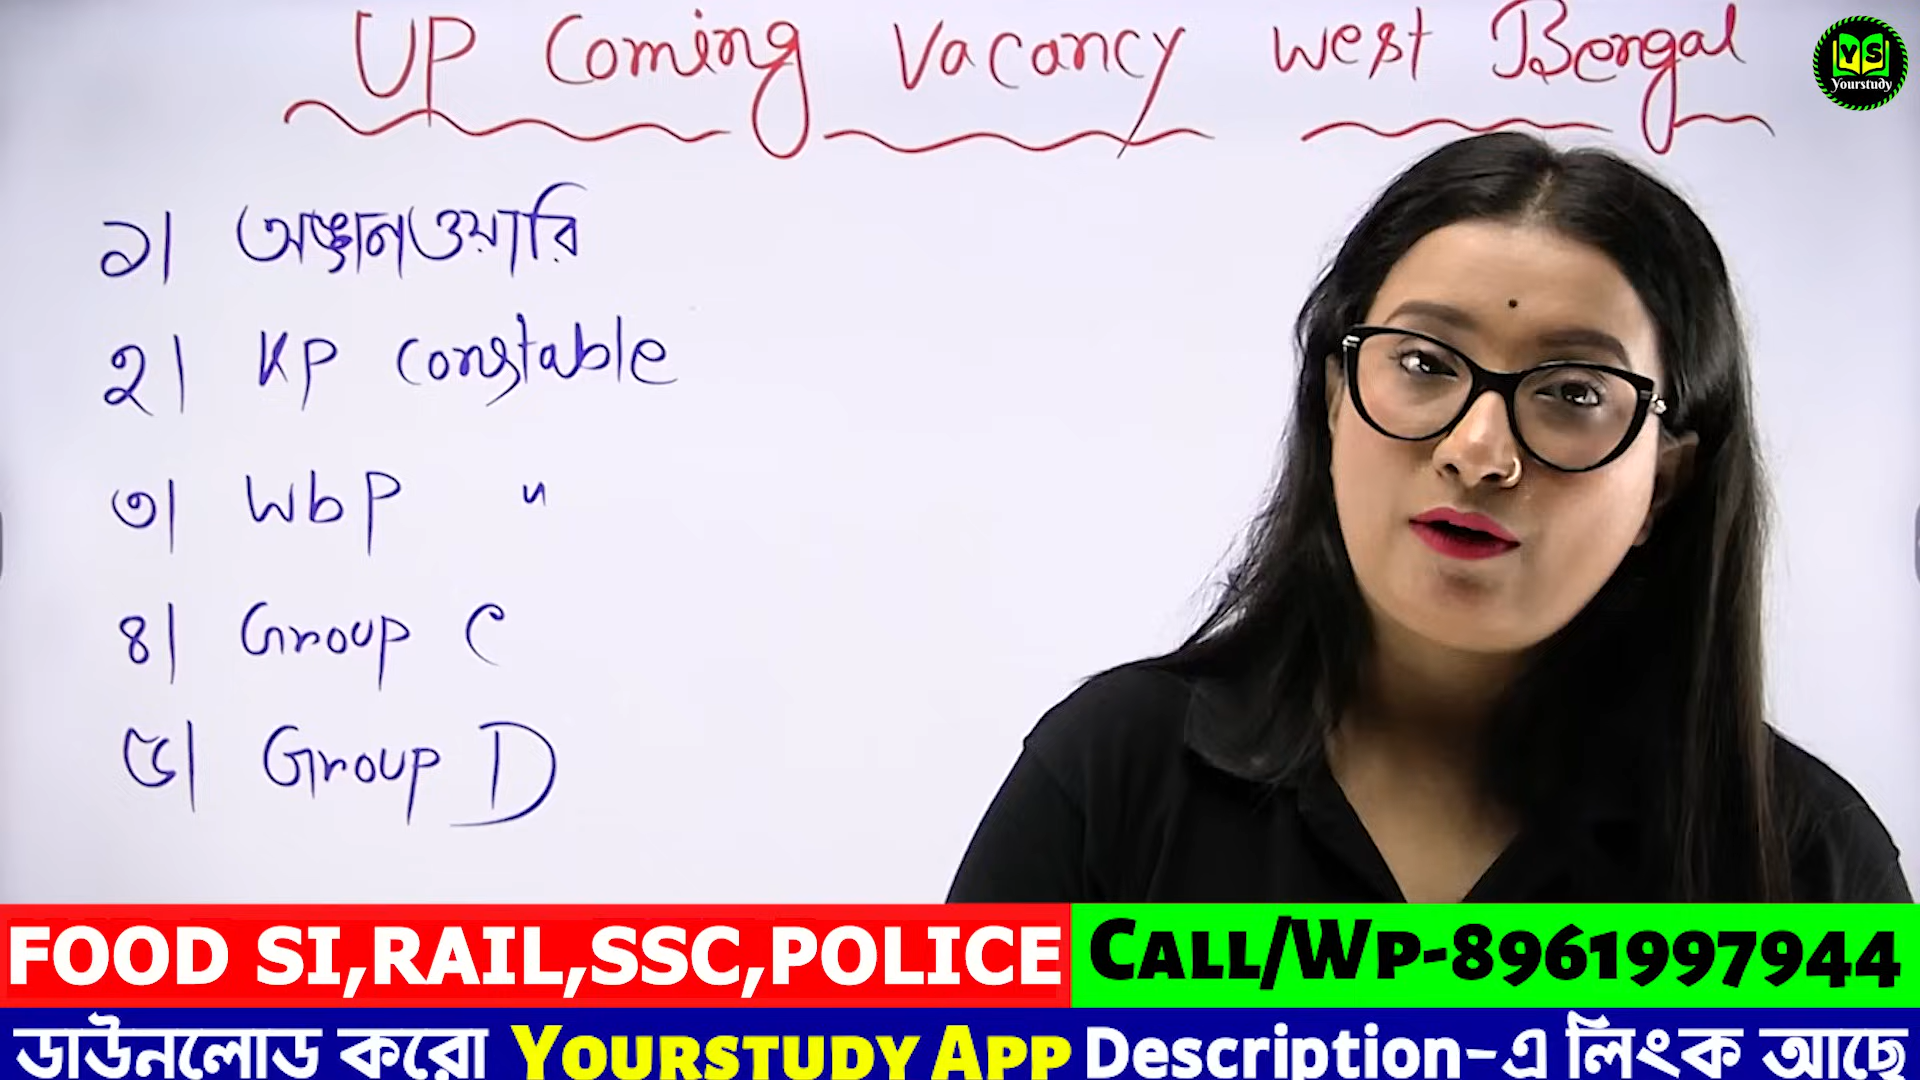 UP Coming Vacancy West Bengal
YS
Yourstudy
১| অঙ্গনওয়ারি
২| KP Constable
৩| WbP "
৪| Group C
৫| Group D
FOOD SI,RAIL,SSC,POLICE
CALL/WP-8961997944
ডাউনলোড করো YOURSTUDY APP Description-এ লিংক আছে